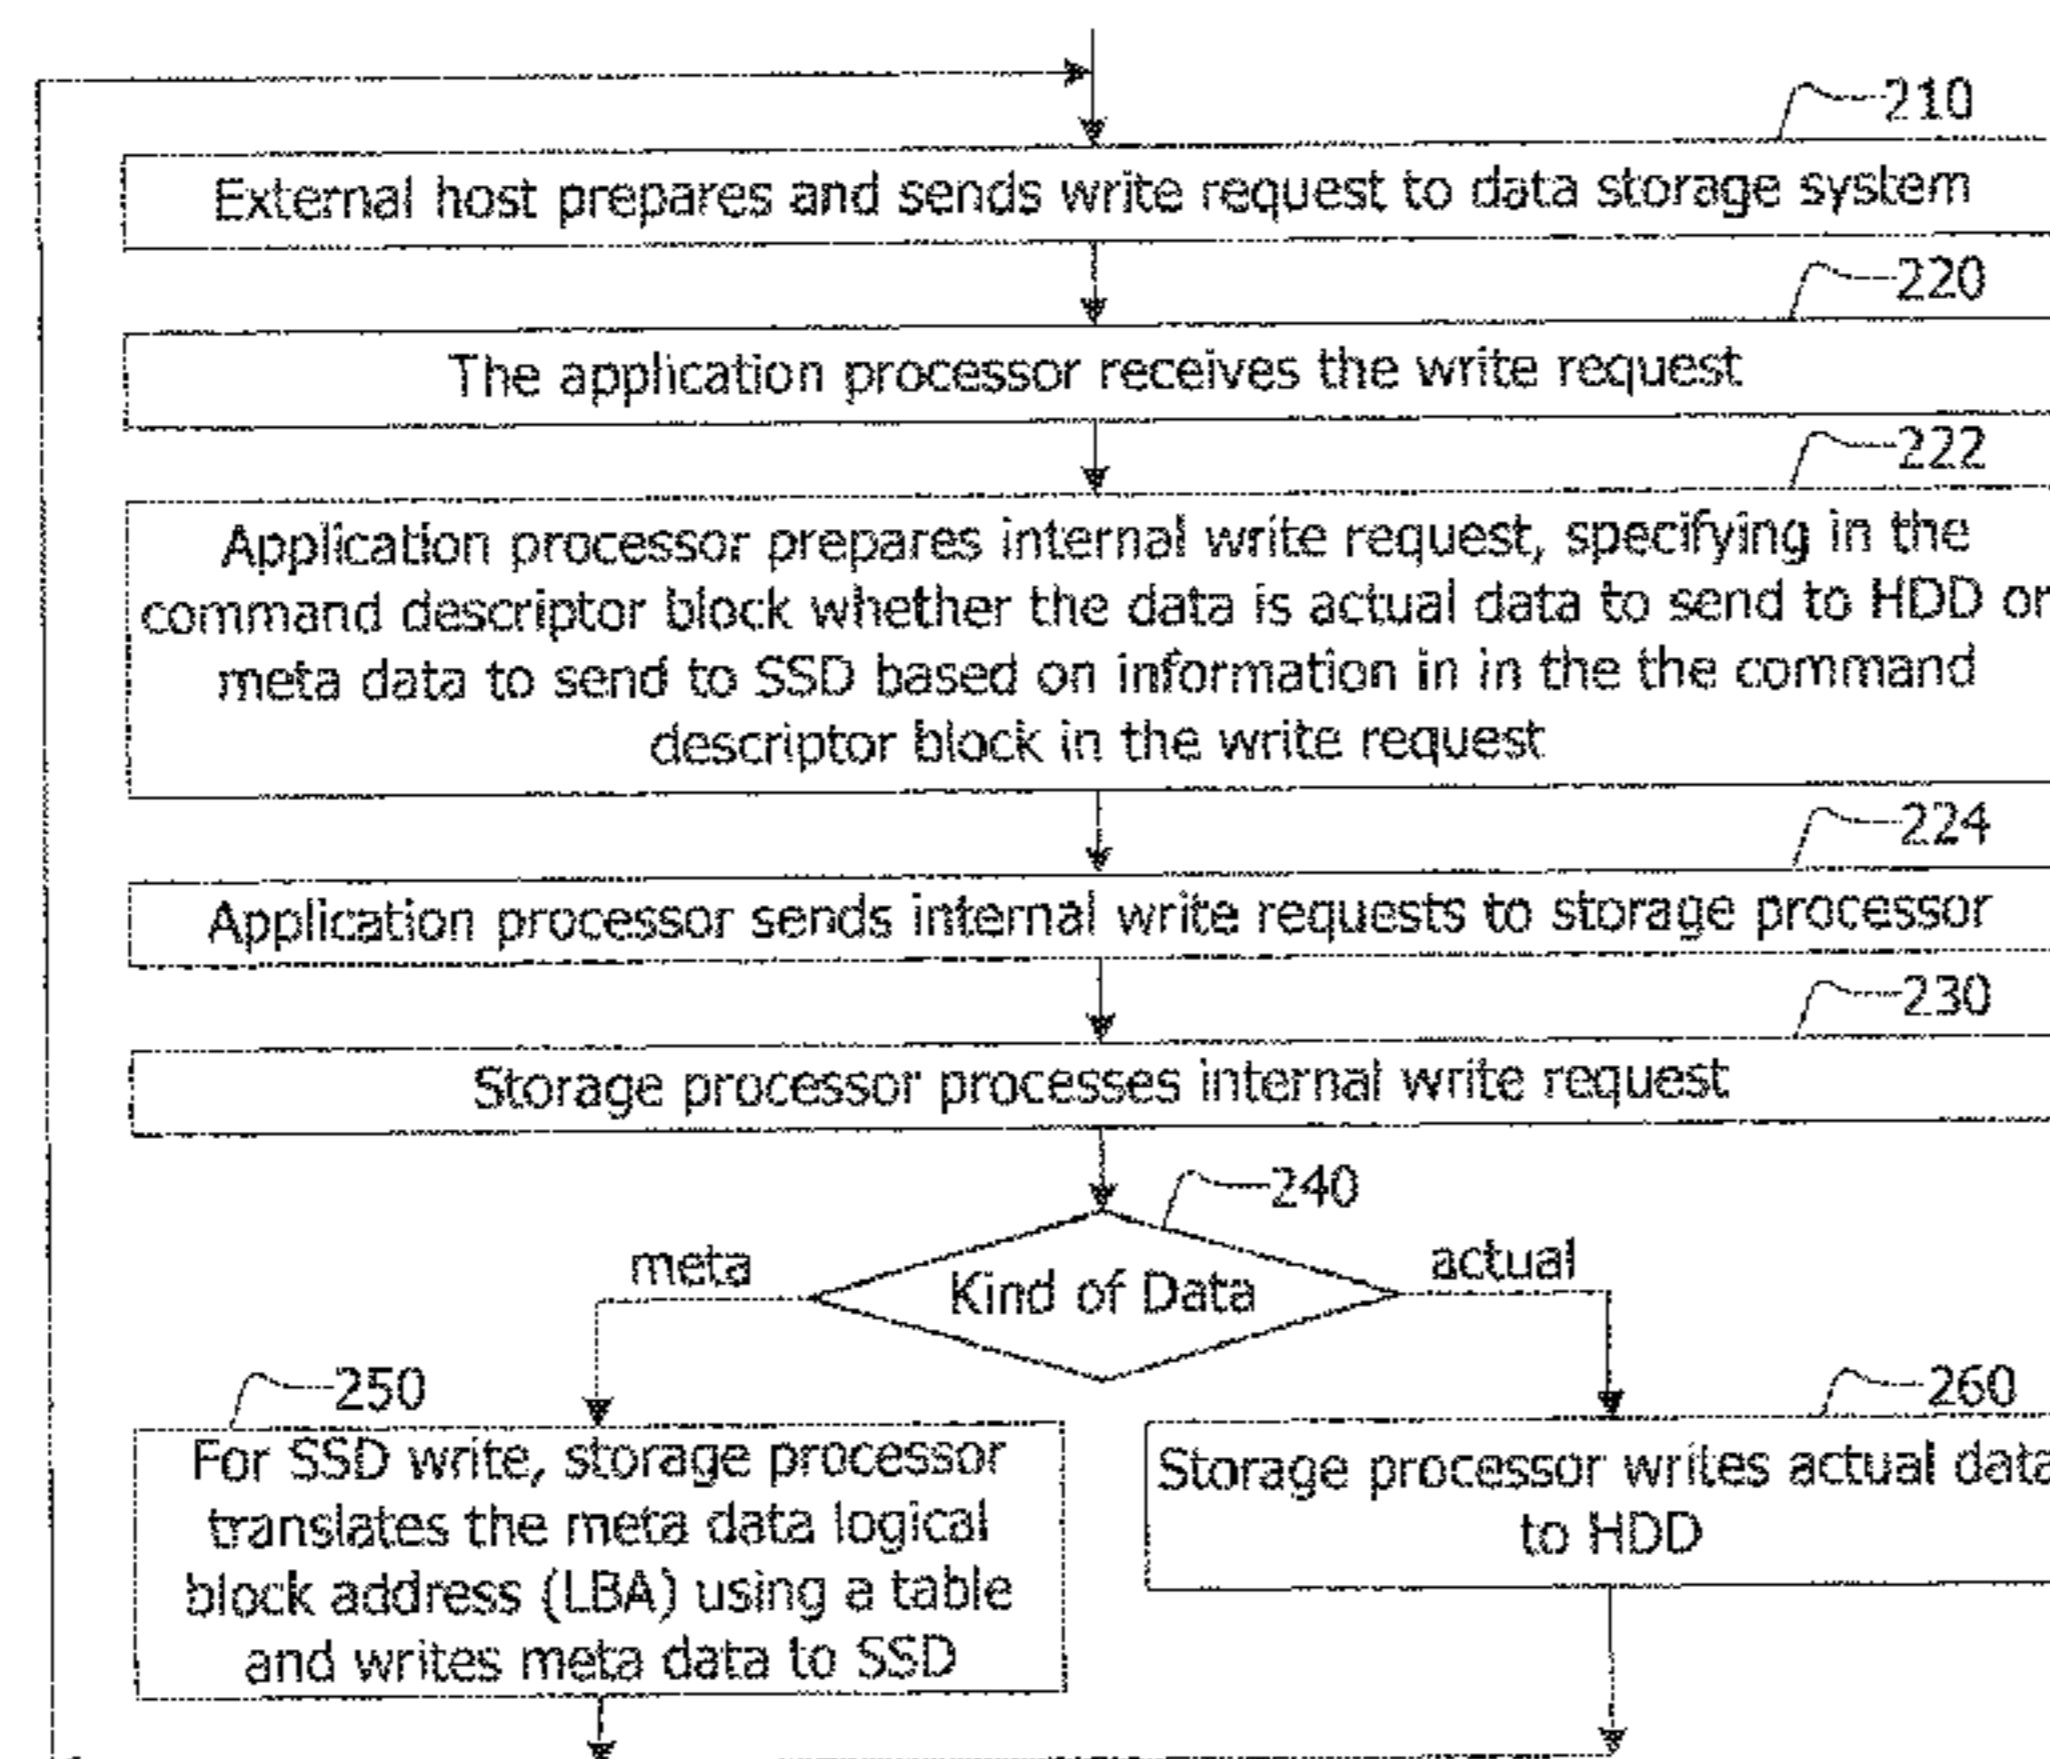 210
External host prepares and sends write request to data storage system
220
The application processor receives the write request
222
Application processor prepares internal write request, specifying in the
command descriptor block whether the data is actual data to send to HDD or
meta data to send to SSD based on information in in the the command
descriptor block in the write request
224
Application processor sends internal write requests to storage processor
230
Storage processor processes internal write request
240
meta
Kind of Data
actual
250
For SSD write, storage processor
translates the meta data logical
block address (LBA) using a table
and writes meta data to SSD
260
Storage processor writes actual data
to HDD